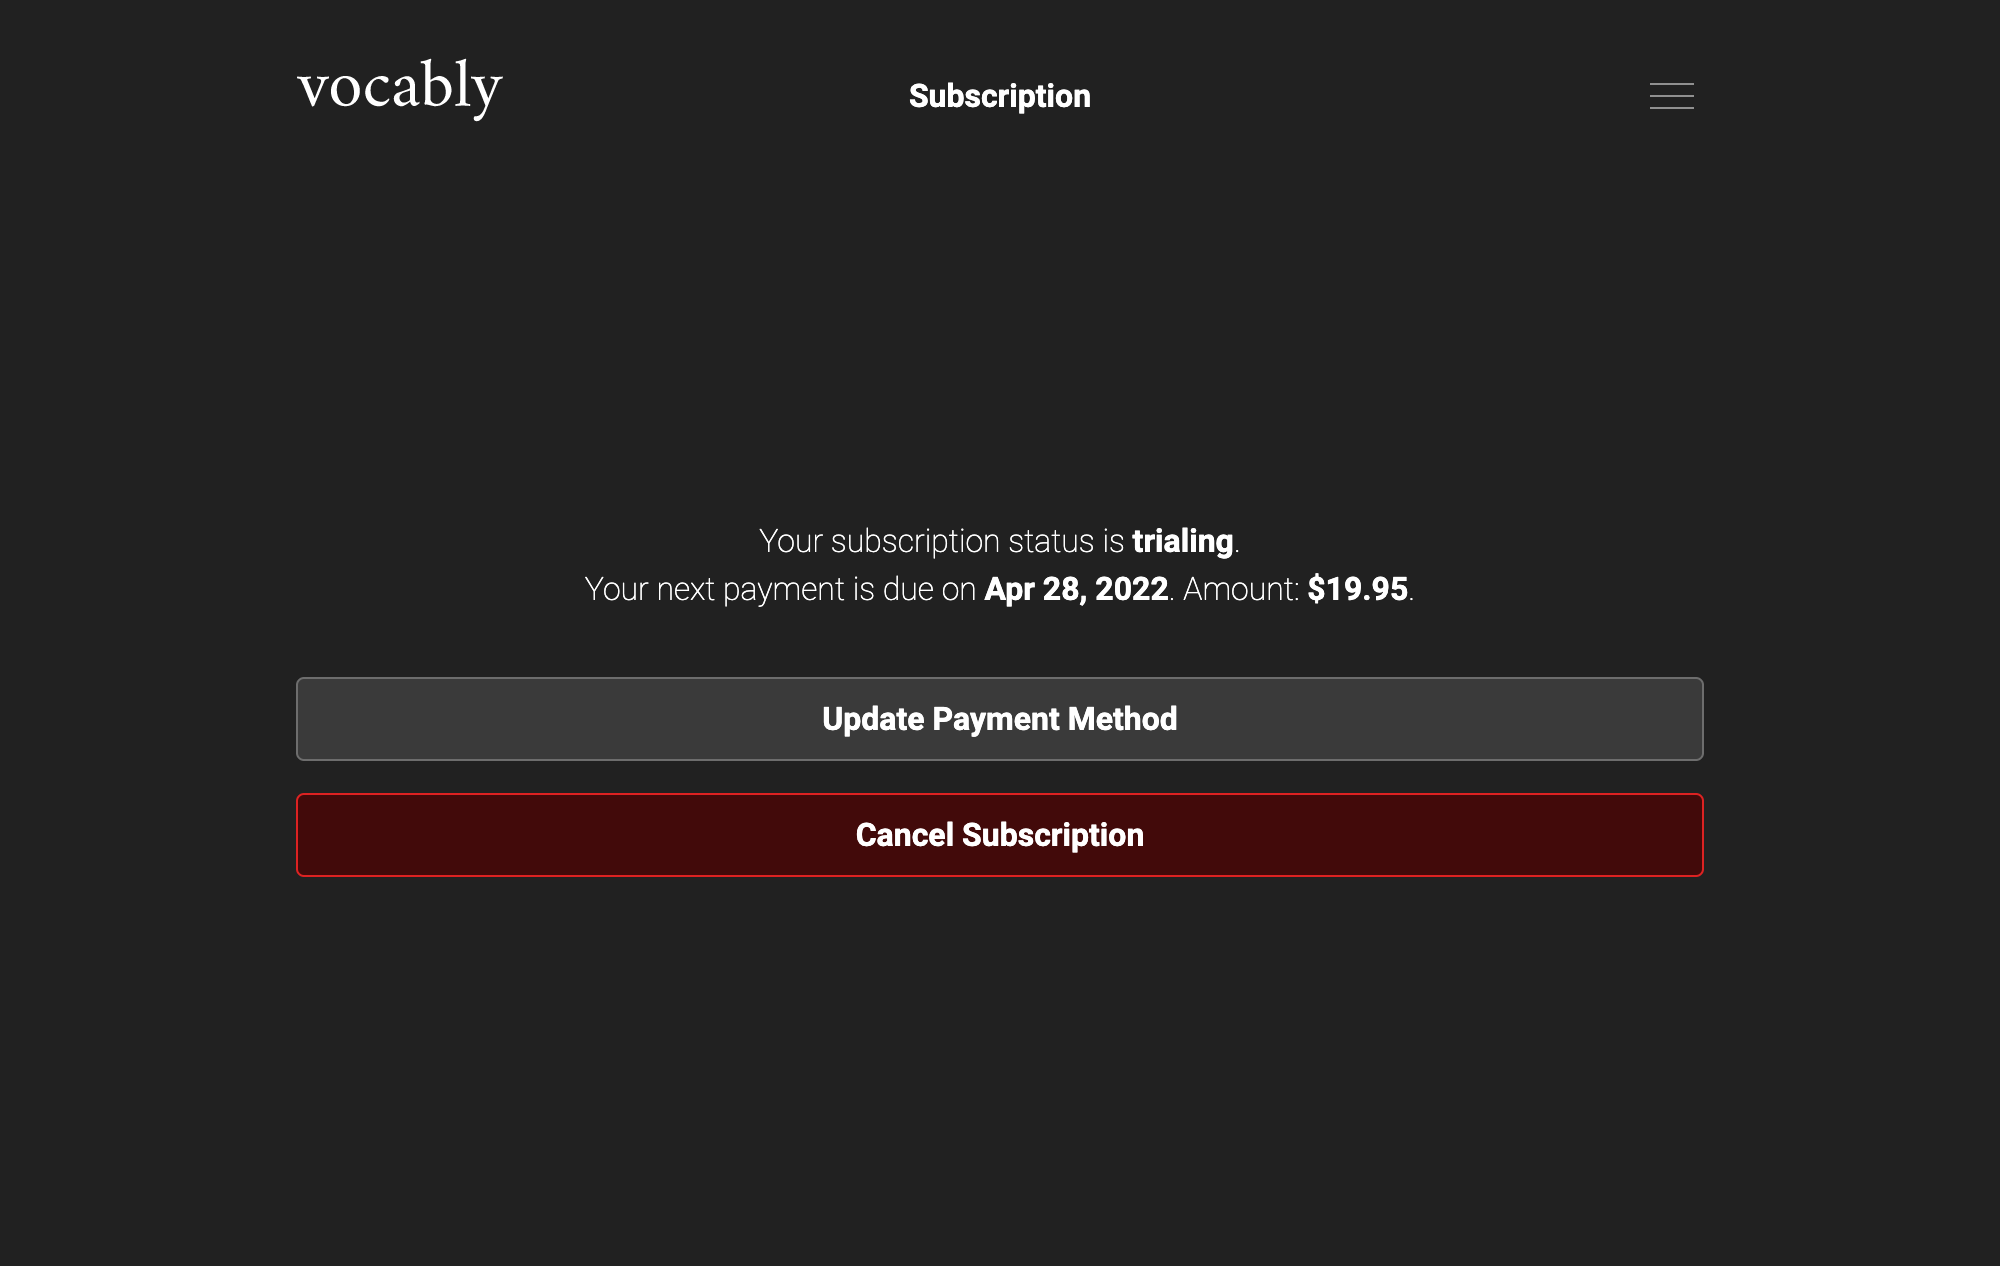 vocably
Subscription
Your subscription status is trialing.
Your next payment is due on Apr 28, 2022. Amount: $19.95.
Update Payment Method
Cancel Subscription